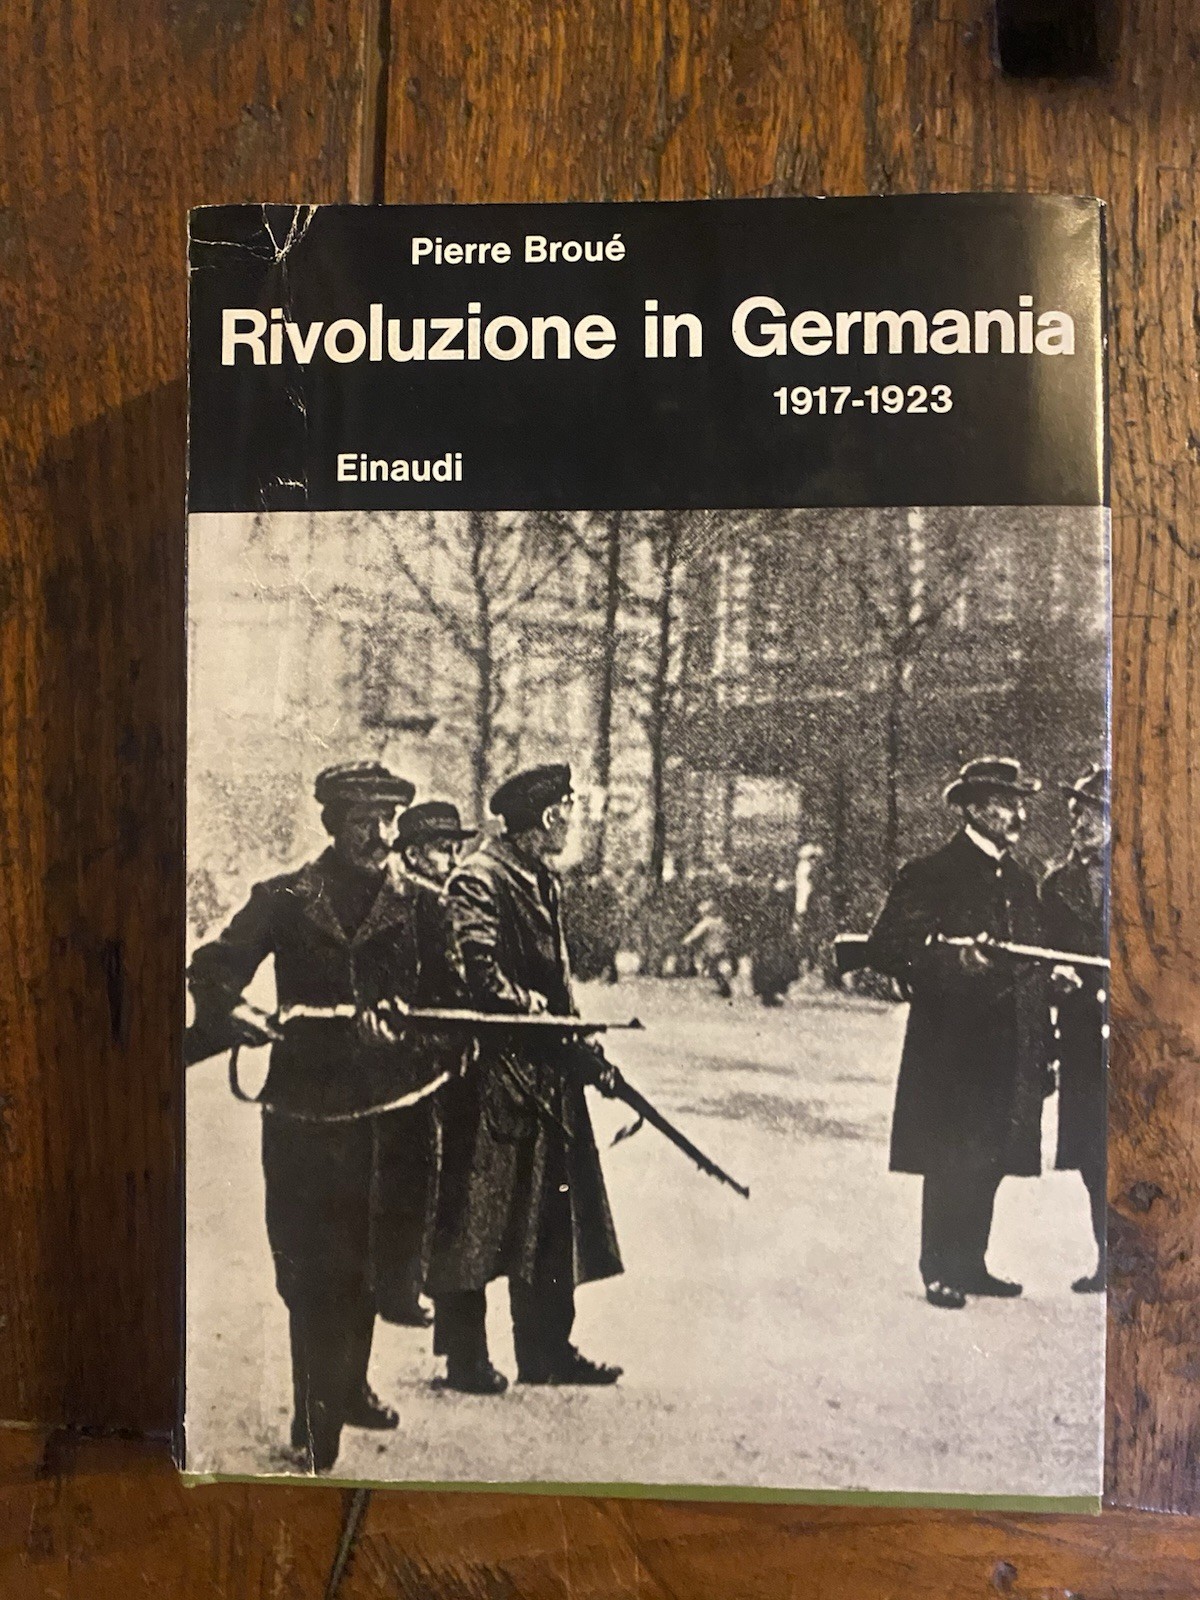 Pierre Broué
Rivoluzione in Germania
1917-1923
Einaudi